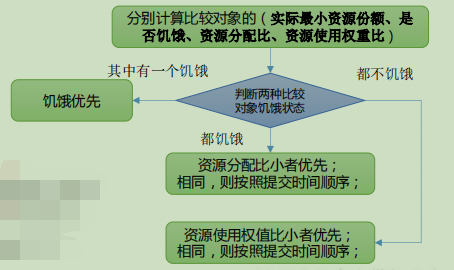 分别计算比较对象的（实际最小资源份额、是
否饥饿、资源分配比、资源使用权重比）
其中有一个饥饿
都不饥饿
饥饿优先
判断两种比较
对象饥饿状态
都饥饿
资源分配比小者优先；
相同，则按照提交时间顺序；
资源使用权值比小者优先；
相同，则按照提交时间顺序；